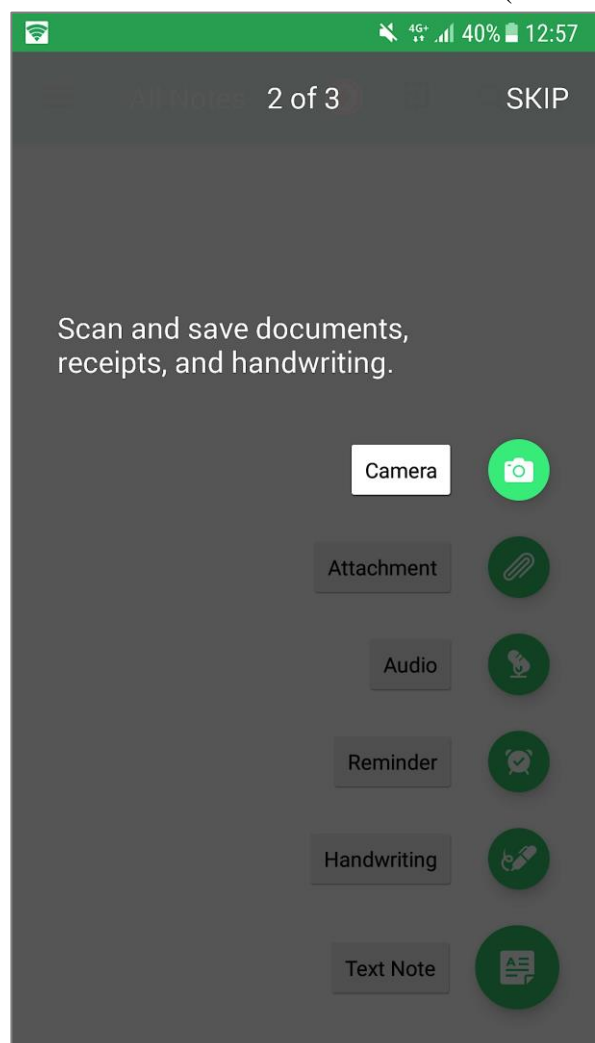 4G+ 40% 12:57
All Notes 2 of 3 SKIP
Scan and save documents,
receipts, and handwriting.
Camera
Attachment
Audio
Reminder
Handwriting
Text Note